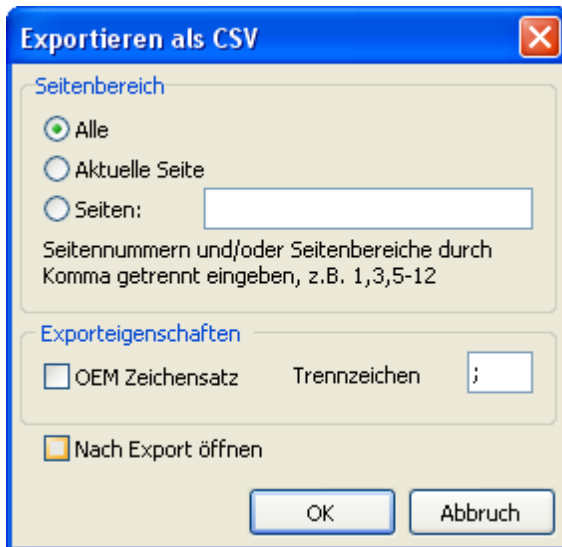 Exportieren als CSV
Seitenbereich
Alle
Aktuelle Seite
Seiten:
Seitennummern und/oder Seitenbereiche durch
Komma getrennt eingeben, z.B. 1,3,5-12
Exporteigenschaften
OEM Zeichensatz Trennzeichen ;
Nach Export öffnen
OK Abbruch